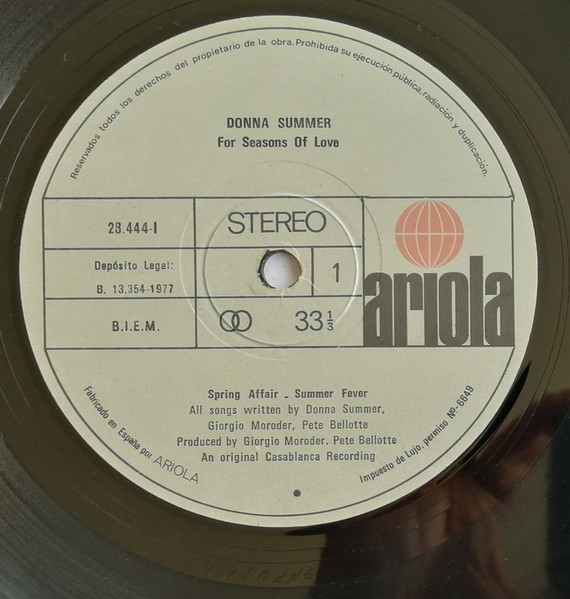 Reservados todos los derechos del propietario de la obra. Prohibida su ejecución pública, radiación y duplicación.
DONNA SUMMER
For Seasons Of Love
28.444-I
STEREO
Depósito Legal:
B. 13.354-1977
1
B.I.E.M.
33 1/3
ariola
Spring Affair - Summer Fever
All songs written by Donna Summer,
Giorgio Moroder, Pete Bellotte
Produced by Giorgio Moroder. Pete Bellotte
An original Casablanca Recording
Fabricado en España por ARIOLA
Impuesto de Lujo, permiso Nº-6649